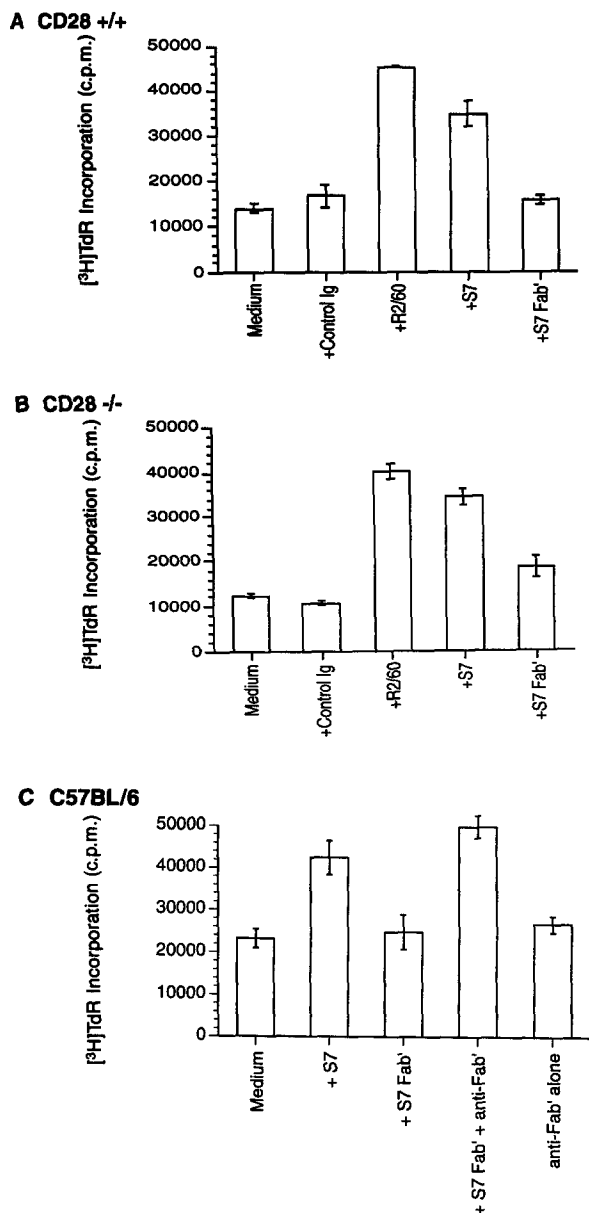 A CD28 +/+
[³H]TdR Incorporation (c.p.m.)
50000
40000
30000
20000
10000
0
Medium
+Control Ig
+R2/60
+S7
+S7 Fab'
B CD28 -/-
[³H]TdR Incorporation (c.p.m.)
50000
40000
30000
20000
10000
0
Medium
+Control Ig
+R2/60
+S7
+S7 Fab'
C C57BL/6
[³H]TdR Incorporation (c.p.m.)
50000
40000
30000
20000
10000
0
Medium
+ S7
+ S7 Fab'
+ S7 Fab' + anti-Fab'
anti-Fab' alone